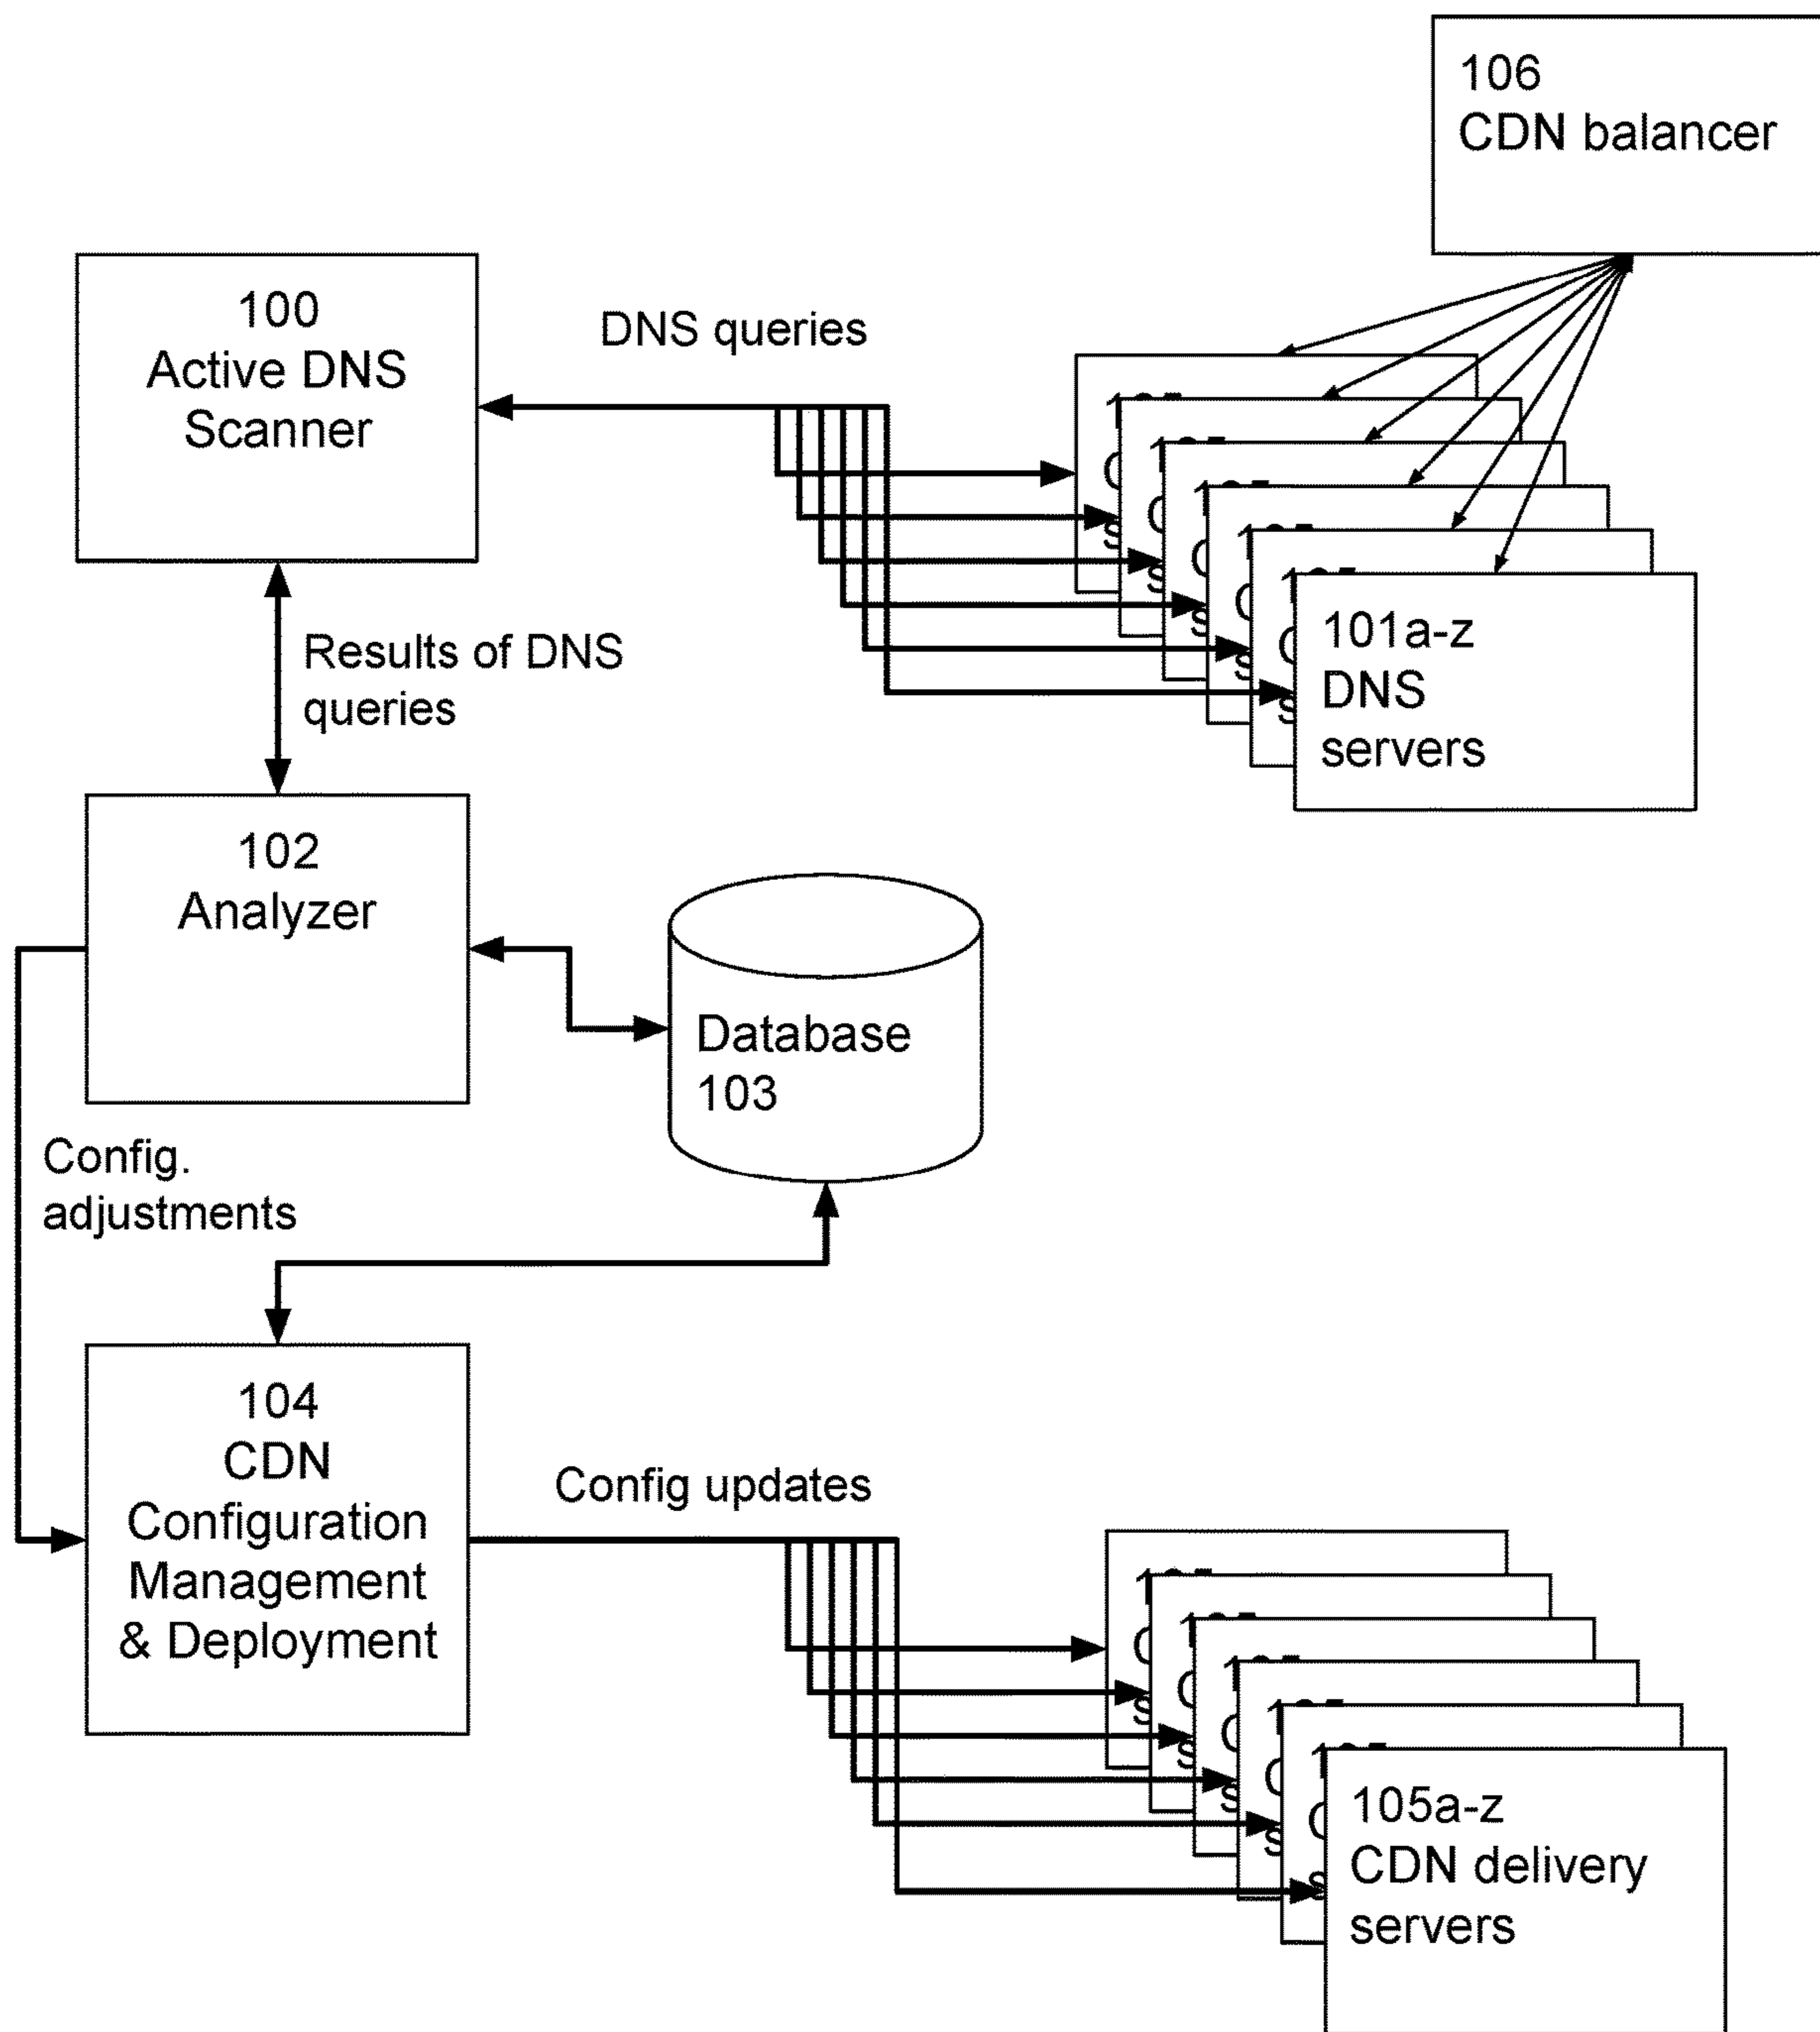 106
CDN balancer
100
Active DNS
Scanner
DNS queries
101a-z
DNS
servers
Results of DNS
queries
102
Analyzer
Database
103
Config.
adjustments
104
CDN
Configuration
Management
& Deployment
Config updates
105a-z
CDN delivery
servers